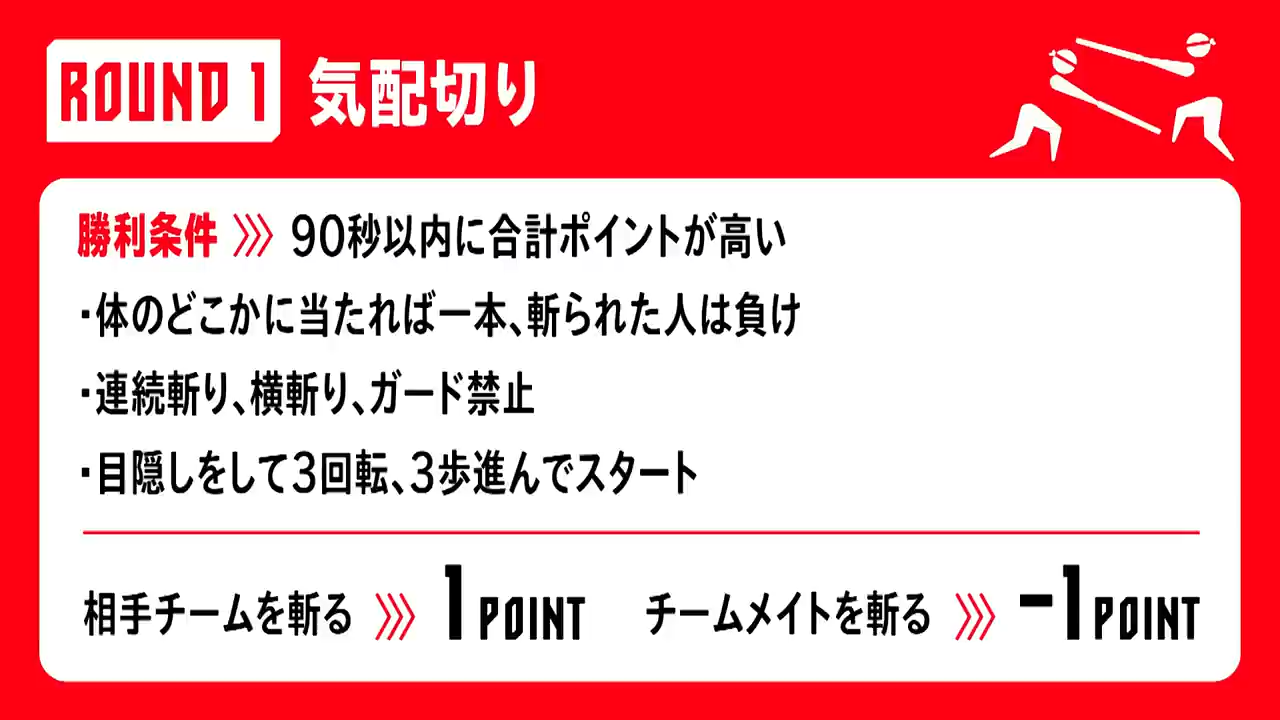 ROUND 1 気配切り
勝利条件 》》 90秒以内に合計ポイントが高い
・体のどこかに当たれば一本、斬られた人は負け
・連続斬り、横斬り、ガード禁止
・目隠しをして3回転、3歩進んでスタート
相手チームを斬る 》》 1 POINT チームメイトを斬る 》》 -1 POINT